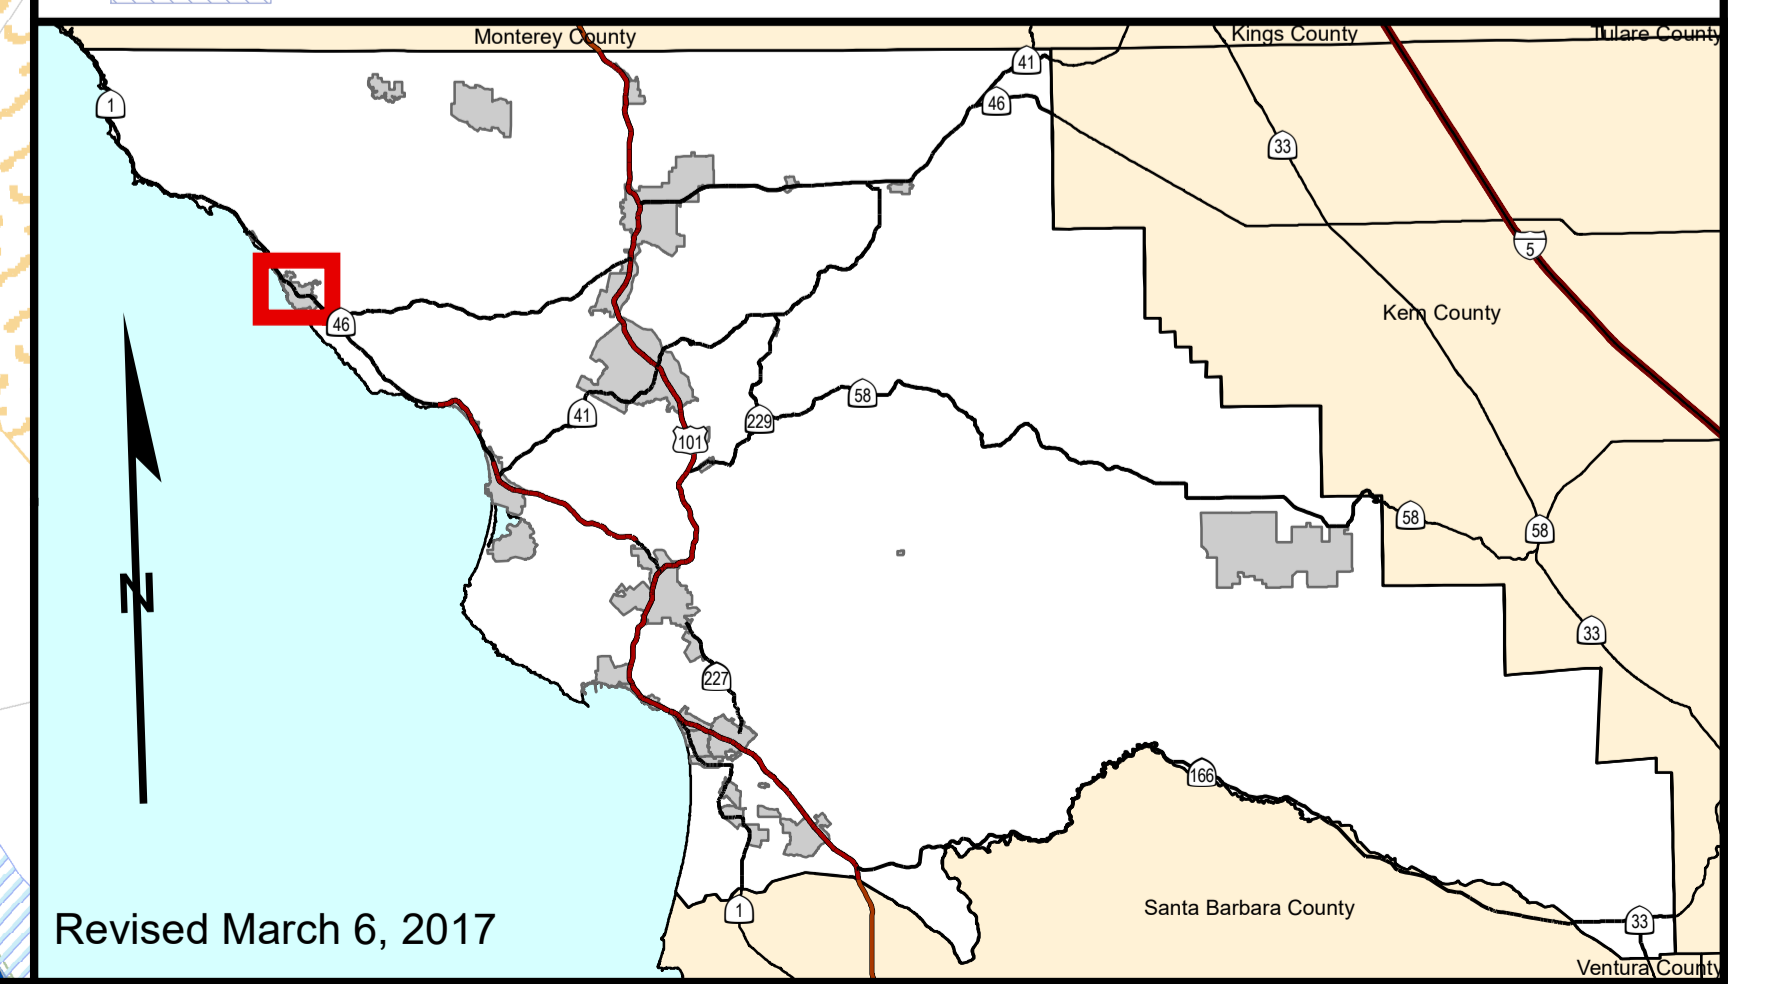 Monterey County
Kings County
Tulare County
41
1
46
33
5
Kern County
46
41
229
58
101
58
58
N
33
227
166
Santa Barbara County
1
33
Revised March 6, 2017
Ventura County